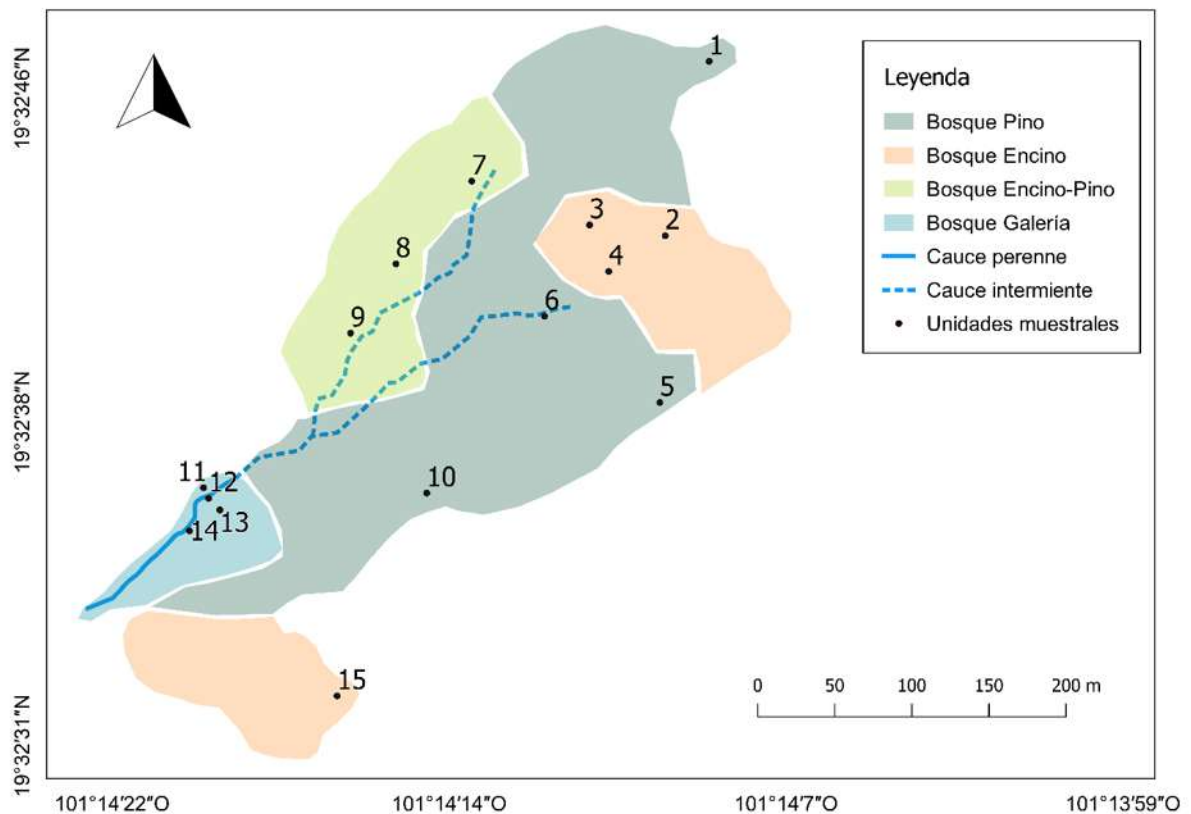 19°32′46″N
19°32′38″N
19°32′31″N
1
7
3
2
8
4
6
9
5
11
12
10
13
14
15
Leyenda
Bosque Pino
Bosque Encino
Bosque Encino-Pino
Bosque Galería
Cauce perenne
Cauce intermiente
Unidades muestrales
0 50 100 150 200 m
101°14′22″O 101°14′14″O 101°14′7″O 101°13′59″O